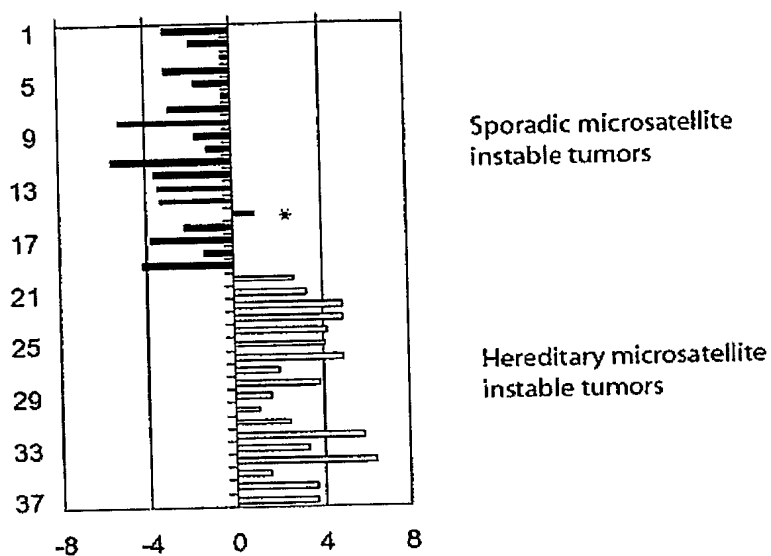 1
5
9
13
17
21
25
29
33
37
Sporadic microsatellite
instable tumors
*
Hereditary microsatellite
instable tumors
-8 -4 0 4 8